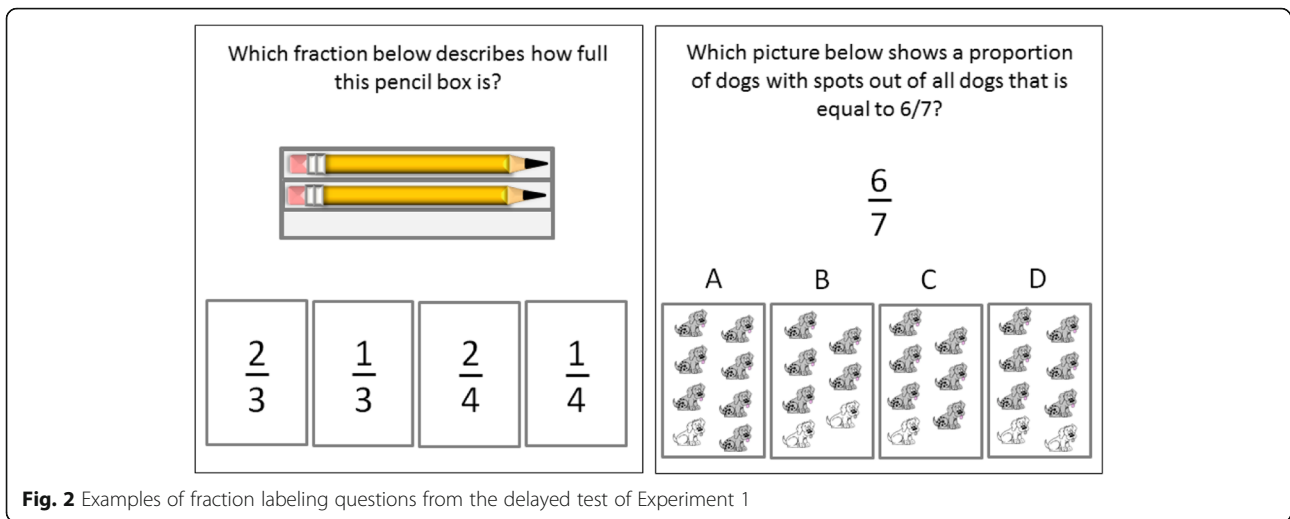 Which fraction below describes how full
this pencil box is?
2/3
1/3
2/4
1/4
Which picture below shows a proportion
of dogs with spots out of all dogs that is
equal to 6/7?
6/7
A B C D
Fig. 2 Examples of fraction labeling questions from the delayed test of Experiment 1